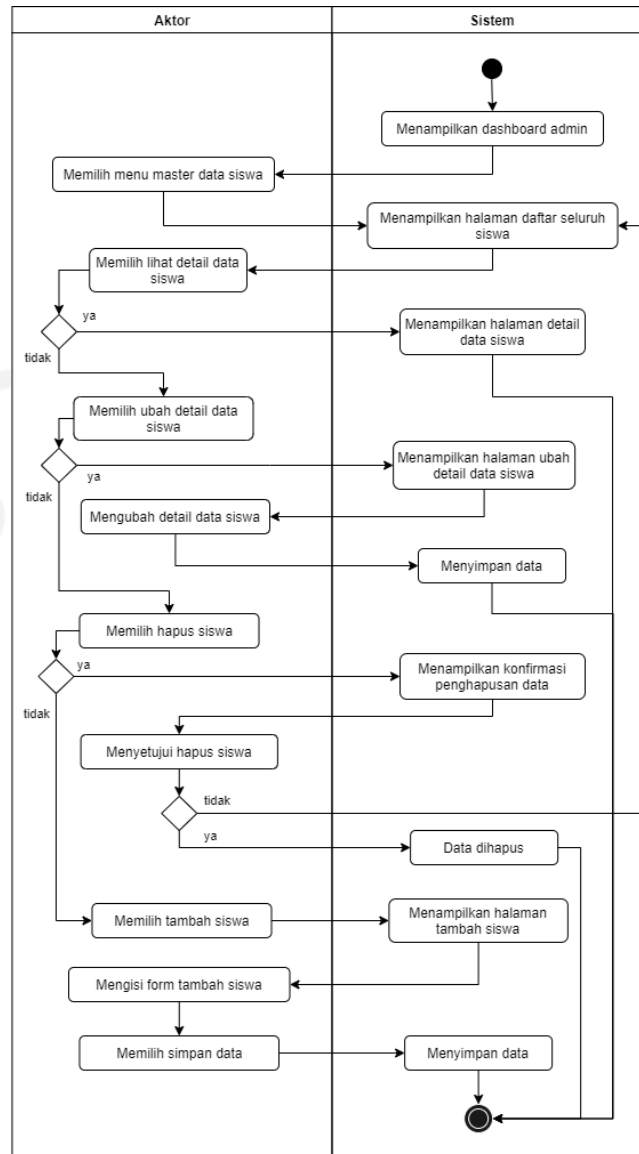 Aktor
Sistem
Menampilkan dashboard admin
Memilih menu master data siswa
Menampilkan halaman daftar seluruh
siswa
Memilih lihat detail data
siswa
ya
Menampilkan halaman detail
data siswa
tidak
Memilih ubah detail data
siswa
Menampilkan halaman ubah
detail data siswa
ya
tidak
Mengubah detail data siswa
Menyimpan data
Memilih hapus siswa
ya
Menampilkan konfirmasi
penghapusan data
tidak
Menyetujui hapus siswa
tidak
ya
Data dihapus
Memilih tambah siswa
Menampilkan halaman
tambah siswa
Mengisi form tambah siswa
Memilih simpan data
Menyimpan data